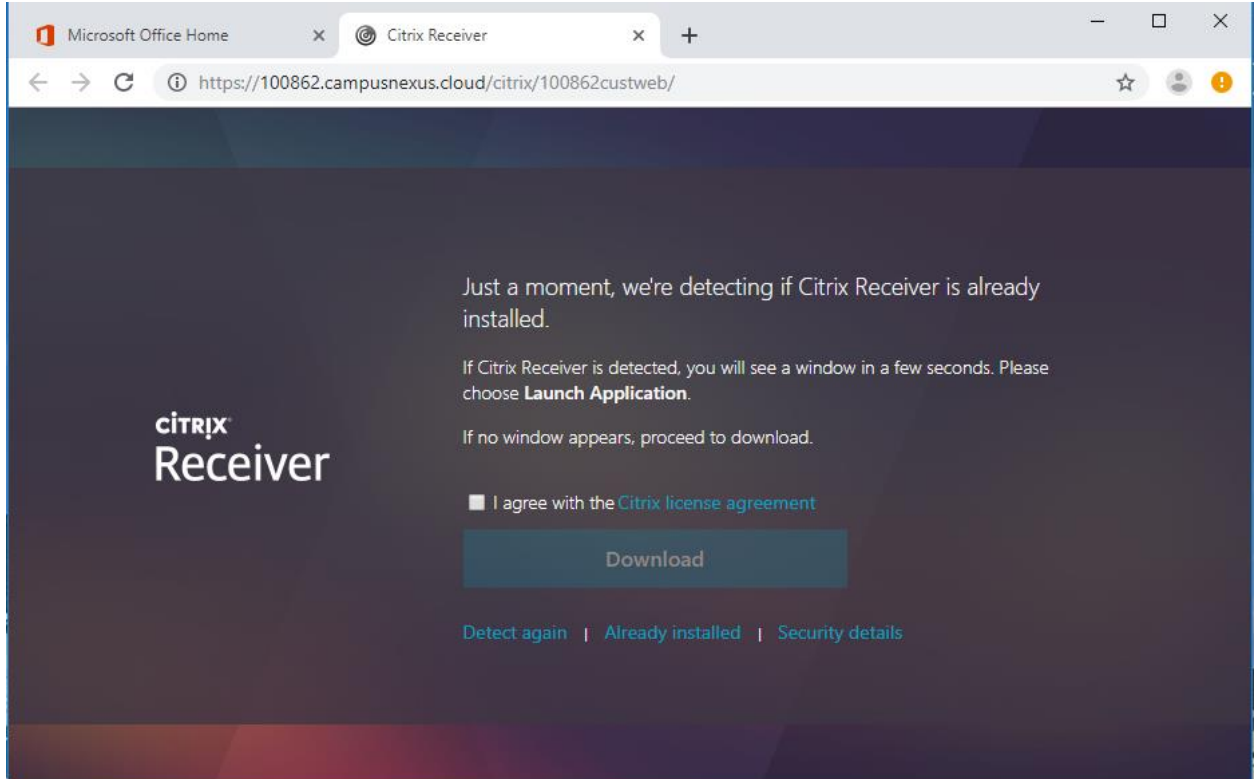 Microsoft Office Home
Citrix Receiver
https://100862.campusnexus.cloud/citrix/100862custweb/
Just a moment, we're detecting if Citrix Receiver is already
installed.
If Citrix Receiver is detected, you will see a window in a few seconds. Please
choose Launch Application.
If no window appears, proceed to download.
CİTRIX
Receiver
I agree with the Citrix license agreement
Download
Detect again | Already installed | Security details